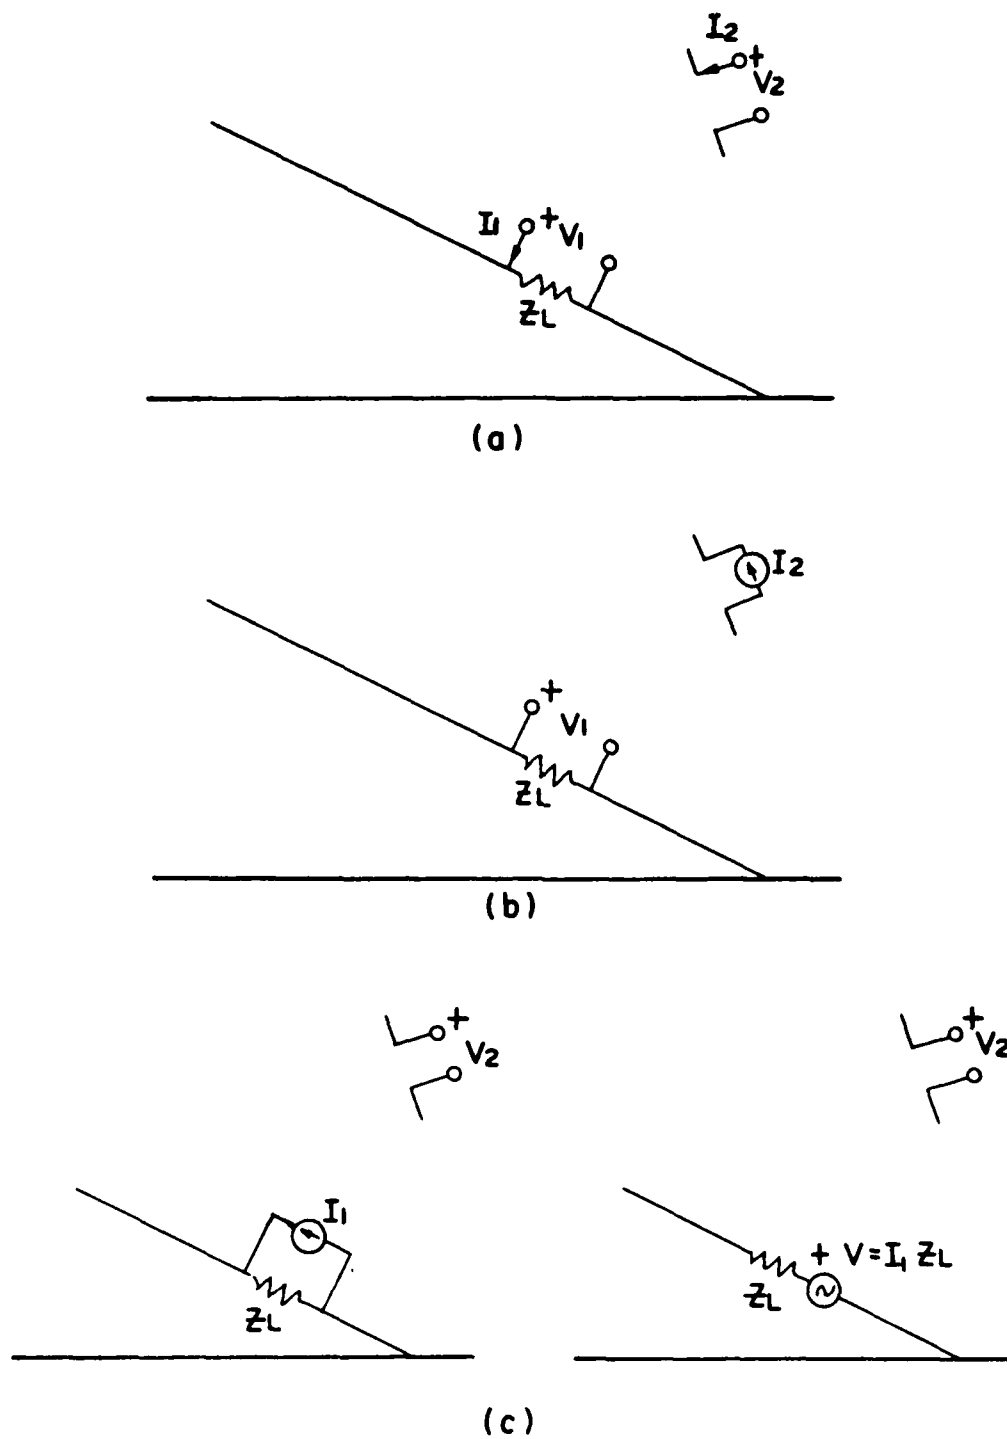 I2
+
V2
I1
+
V1
ZL
(a)
I2
+
V1
ZL
(b)
+
V2
+
V2
I1
ZL
+ V=I1 ZL
ZL
(c)